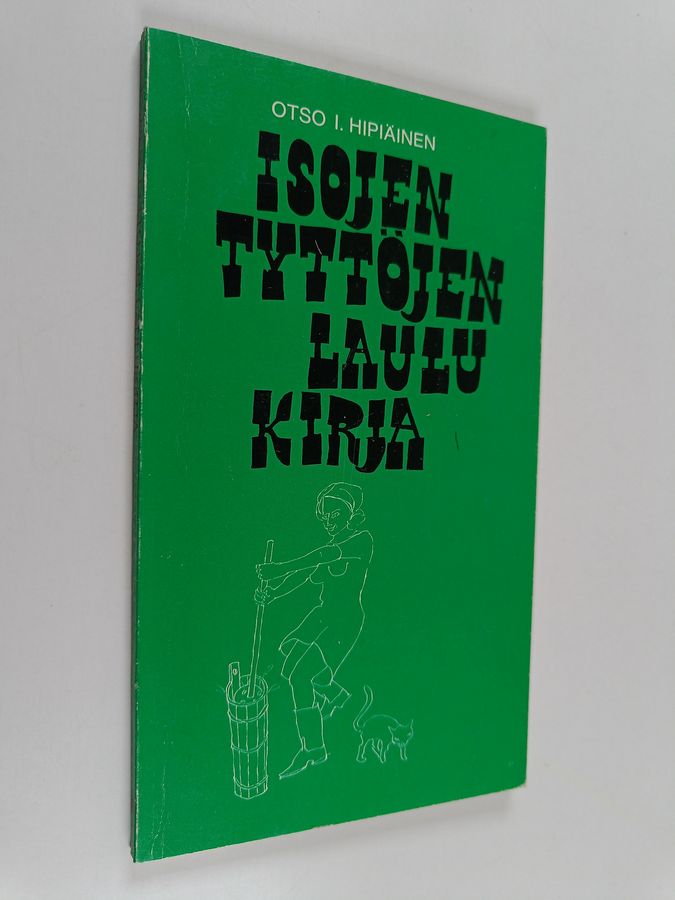 OTSO I. HIPIÄINEN
ISOJEN
TYTTÖJEN
LAULU
KIRJA